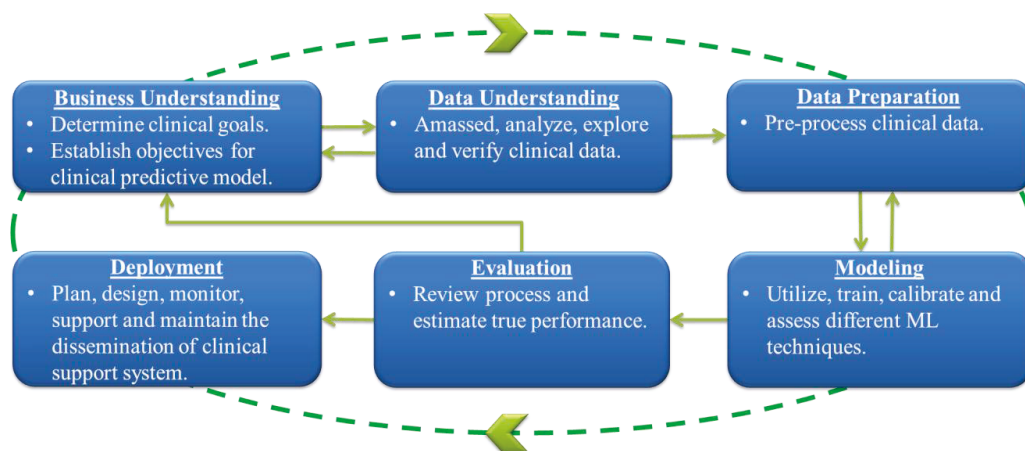 Business Understanding
• Determine clinical goals.
• Establish objectives for
clinical predictive model.
Data Understanding
• Amassed, analyze, explore
and verify clinical data.
Data Preparation
• Pre-process clinical data.
Deployment
• Plan, design, monitor,
support and maintain the
dissemination of clinical
support system.
Evaluation
• Review process and
estimate true performance.
Modeling
• Utilize, train, calibrate and
assess different ML
techniques.